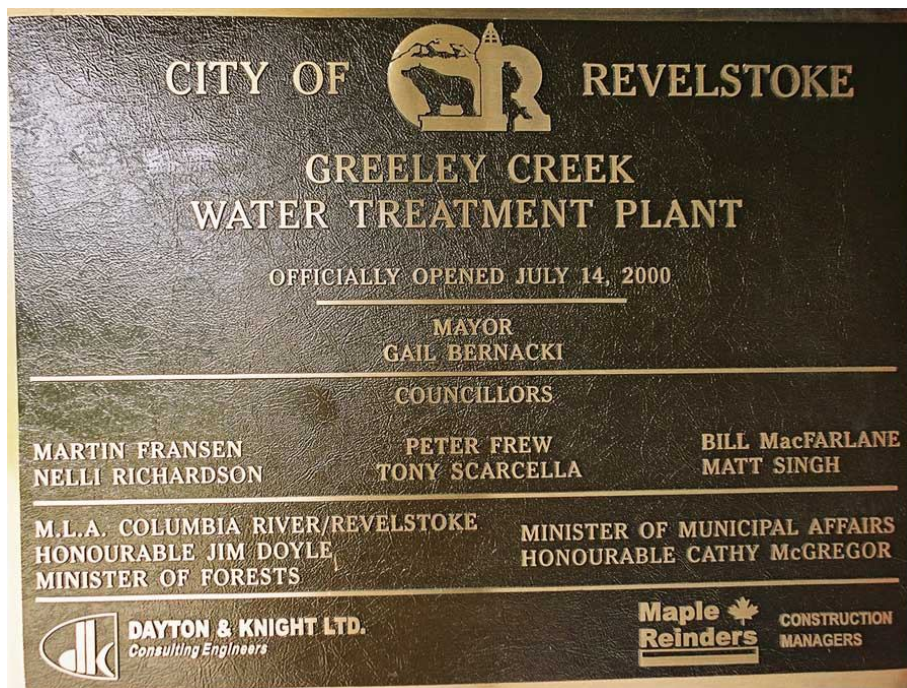 CITY OF CR REVELSTOKE
GREELEY CREEK
WATER TREATMENT PLANT
OFFICIALLY OPENED JULY 14, 2000
MAYOR
GAIL BERNACKI
COUNCILLORS
MARTIN FRANSEN PETER FREW BILL MacFARLANE
NELLI RICHARDSON TONY SCARCELLA MATT SINGH
M.L.A. COLUMBIA RIVER/REVELSTOKE
HONOURABLE JIM DOYLE
MINISTER OF FORESTS
MINISTER OF MUNICIPAL AFFAIRS
HONOURABLE CATHY McGREGOR
dk DAYTON & KNIGHT LTD.
Consulting Engineers
Maple Reinders
CONSTRUCTION
MANAGERS